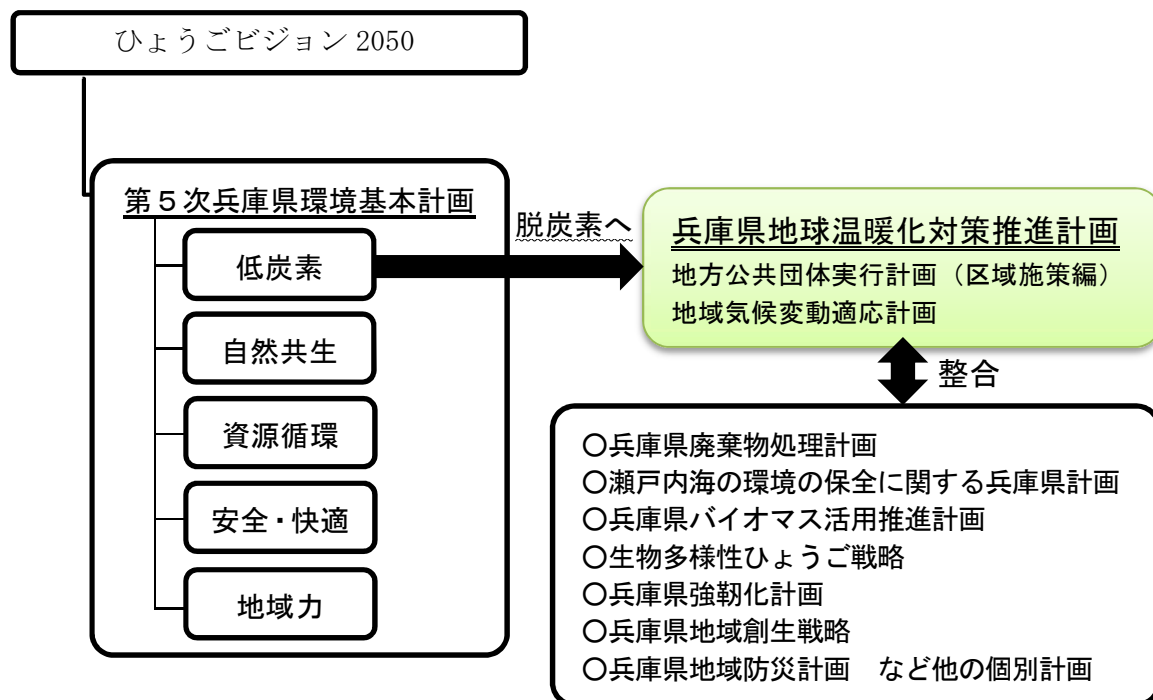 ひょうごビジョン 2050
第５次兵庫県環境基本計画
低炭素
自然共生
資源循環
安全・快適
地域力
脱炭素へ
兵庫県地球温暖化対策推進計画
地方公共団体実行計画（区域施策編）
地域気候変動適応計画
整合
○兵庫県廃棄物処理計画
○瀬戸内海の環境の保全に関する兵庫県計画
○兵庫県バイオマス活用推進計画
○生物多様性ひょうご戦略
○兵庫県強靭化計画
○兵庫県地域創生戦略
○兵庫県地域防災計画　など他の個別計画